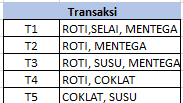 Transaksi
T1 ROTI,SELAI, MENTEGA
T2 ROTI, MENTEGA
T3 ROTI, SUSU, MENTEGA
T4 ROTI, COKLAT
T5 COKLAT, SUSU